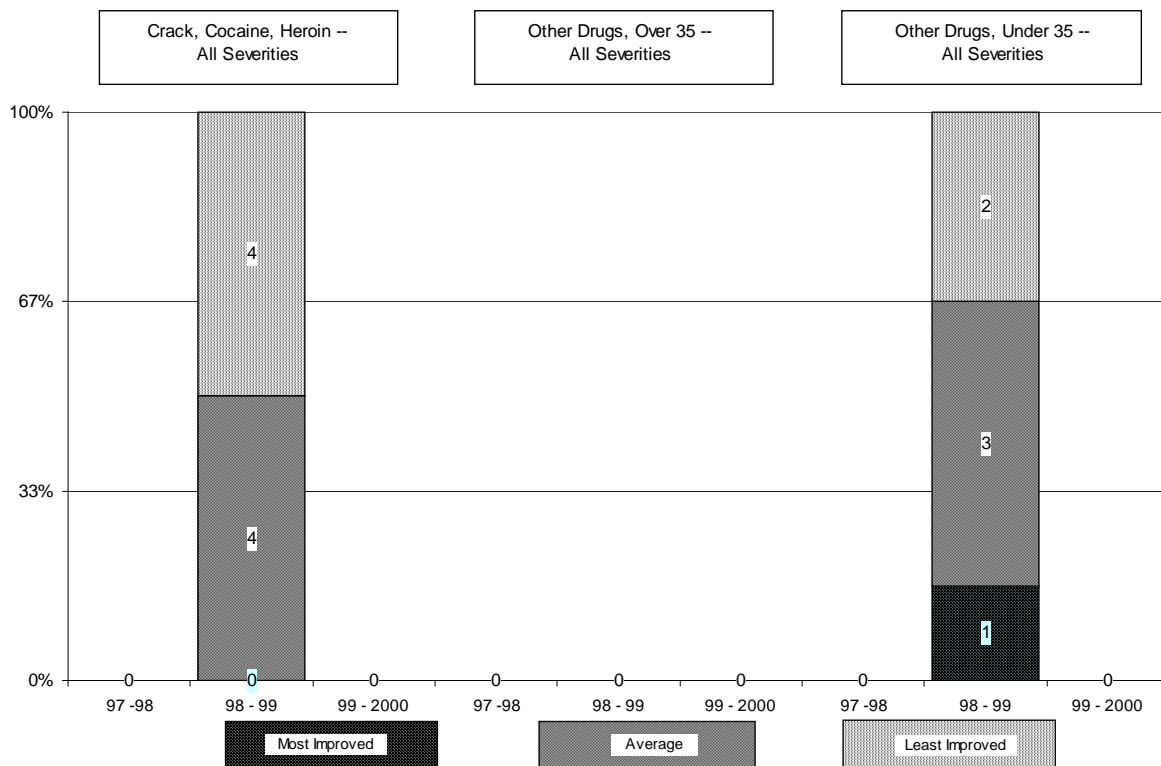 Crack, Cocaine, Heroin --
All Severities
Other Drugs, Over 35 --
All Severities
Other Drugs, Under 35 --
All Severities
100%
67%
33%
0%
4
4
2
3
1
0
0
0
0
0
0
0
0
97 -98
98 - 99
99 - 2000
97 -98
98 - 99
99 - 2000
97 -98
98 - 99
99 - 2000
Most Improved
Average
Least Improved